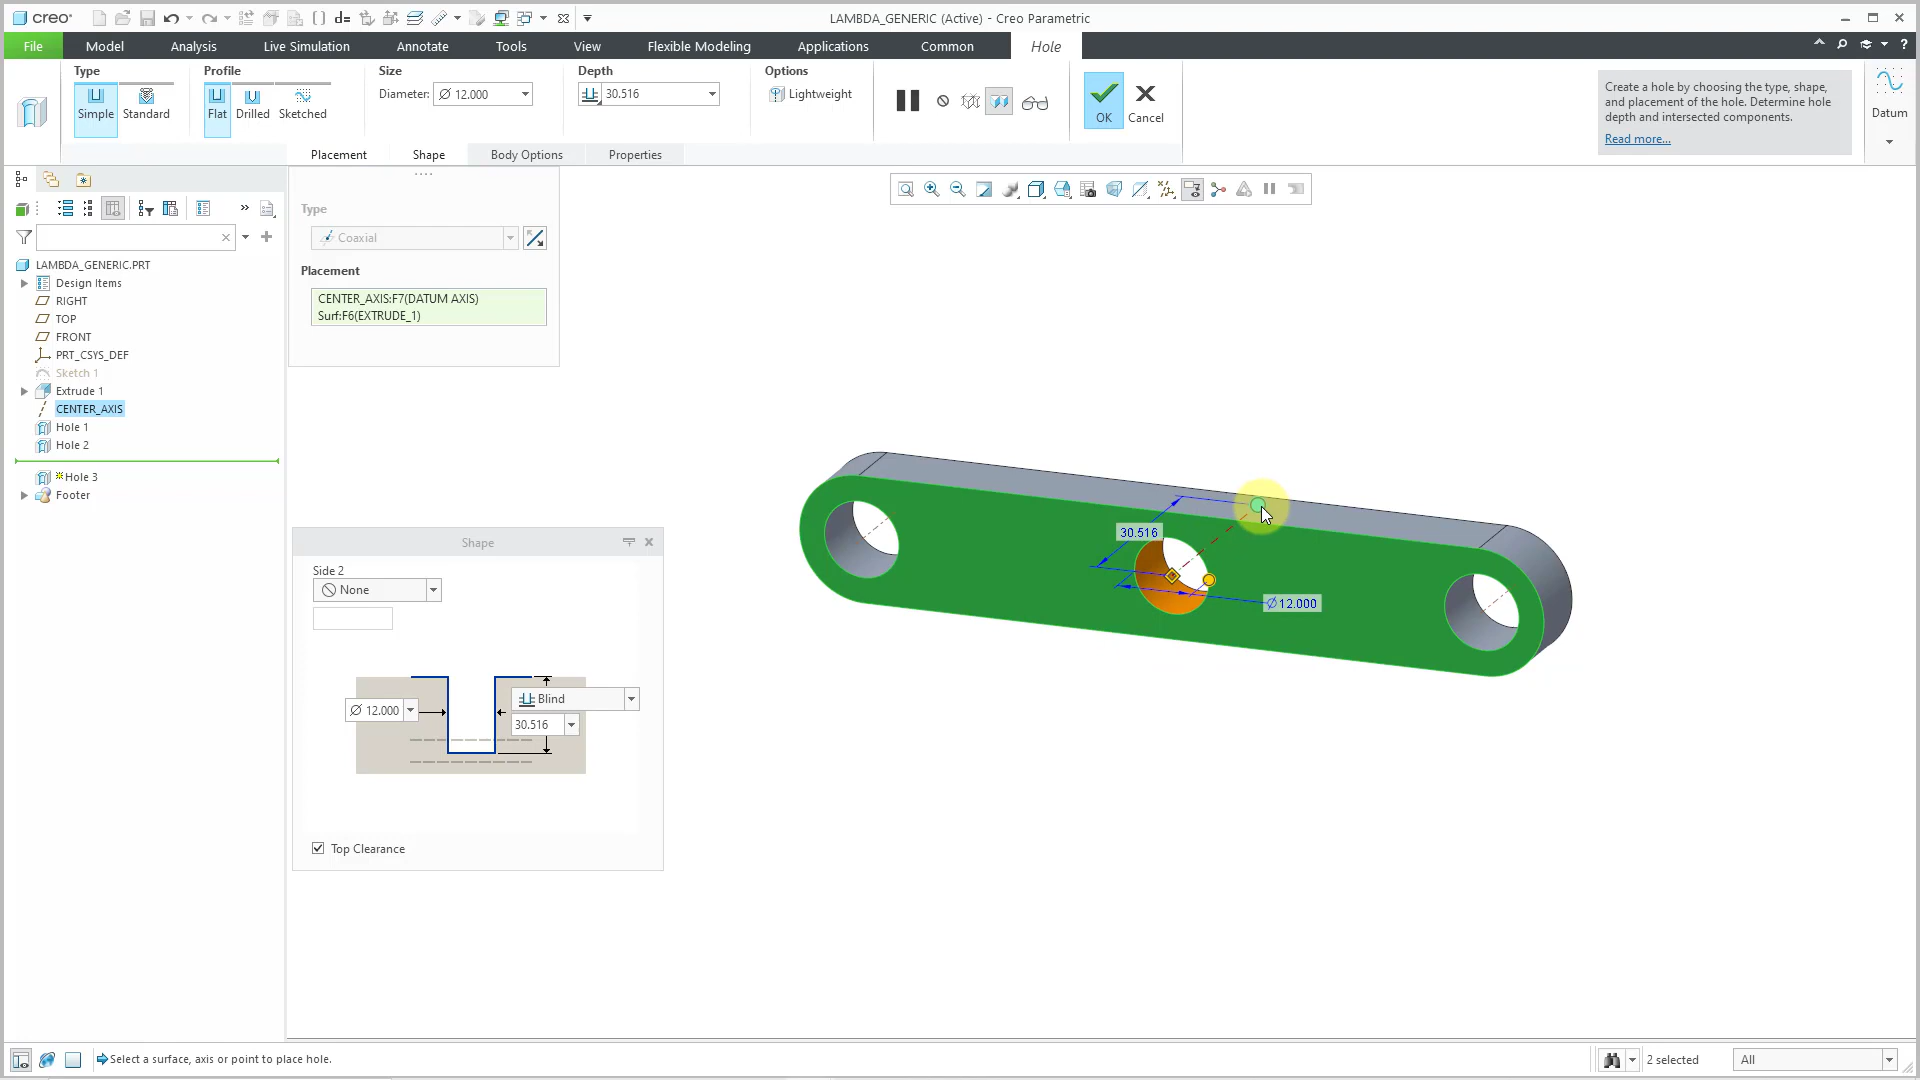 creo
LAMBDA_GENERIC (Active) - Creo Parametric
File
Model
Analysis
Live Simulation
Annotate
Tools
View
Flexible Modeling
Applications
Common
Hole
Type
Profile
Size
Depth
Options
Simple
Standard
Flat
Drilled
Sketched
Diameter: Ø 12.000
30.516
Lightweight
OK
Cancel
Create a hole by choosing the type, shape,
and placement of the hole. Determine hole
depth and intersected components.
Read more...
Datum
Placement
Shape
Body Options
Properties
Type
Coaxial
Placement
CENTER_AXIS:F7(DATUM AXIS)
Surf:F6(EXTRUDE_1)
LAMBDA_GENERIC.PRT
Design Items
RIGHT
TOP
FRONT
PRT_CSYS_DEF
Sketch 1
Extrude 1
CENTER_AXIS
Hole 1
Hole 2
Hole 3
Footer
Shape
Side 2
None
Ø 12.000
Blind
30.516
Top Clearance
30.516
Ø12.000
Select a surface, axis or point to place hole.
2 selected
All